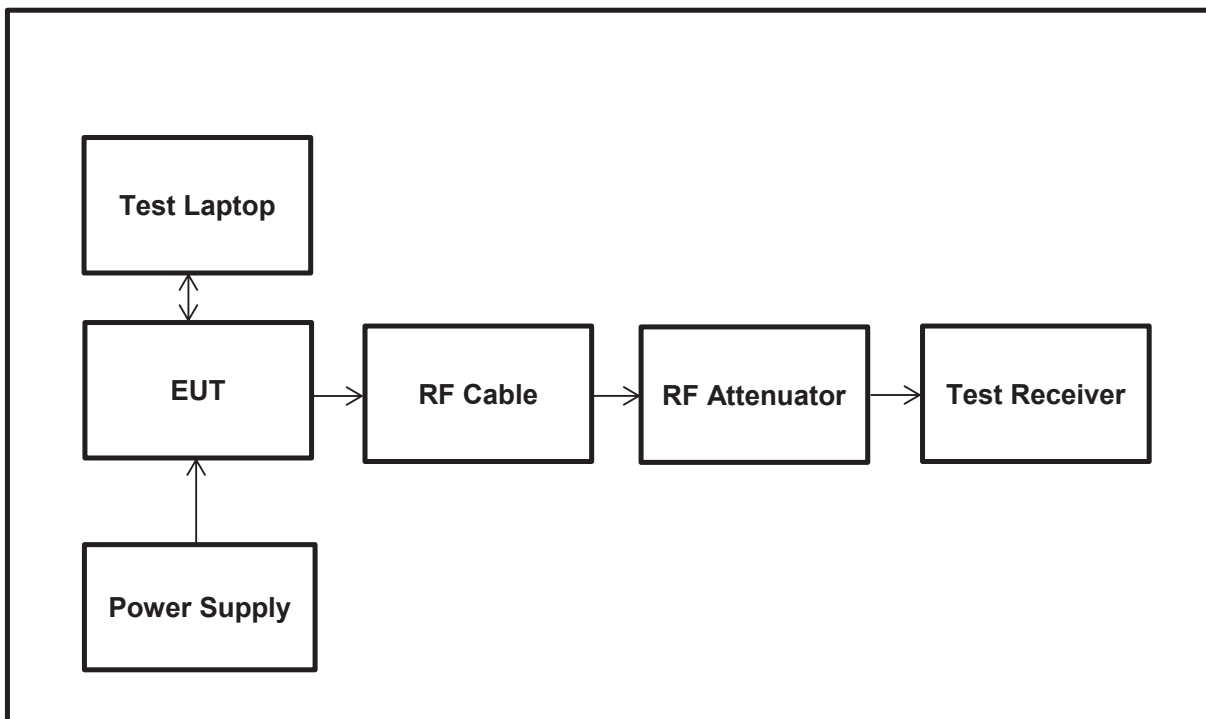 Test Laptop
EUT
RF Cable
RF Attenuator
Test Receiver
Power Supply